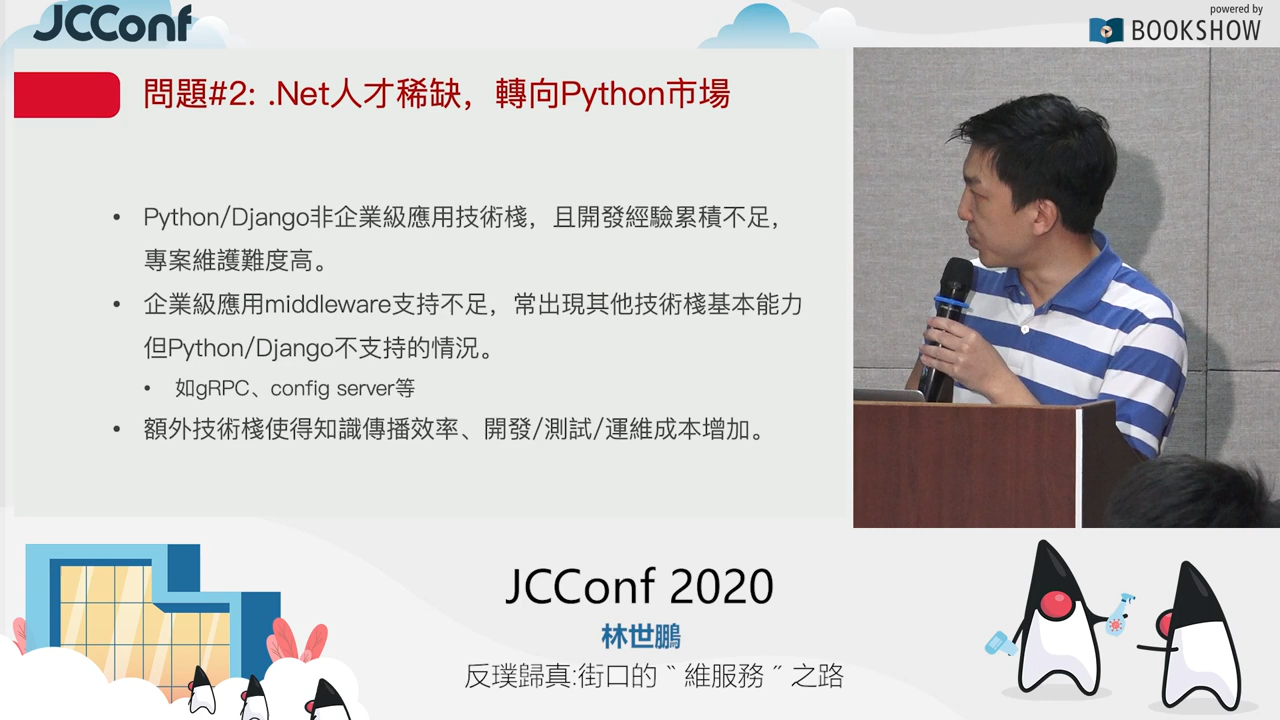 JCConf
powered by
BOOKSHOW
問題#2: .Net人才稀缺，轉向Python市場
• Python/Django非企業級應用技術棧，且開發經驗累積不足，
專案維護難度高。
• 企業級應用middleware支持不足，常出現其他技術棧基本能力
但Python/Django不支持的情況。
• 如gRPC、config server等
• 額外技術棧使得知識傳播效率、開發/測試/運維成本增加。
JCConf 2020
林世鵬
反璞歸真:街口的〝維服務〞之路